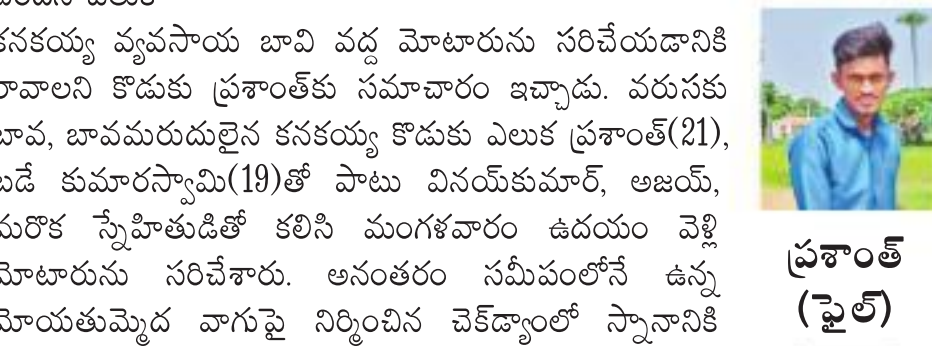 కనకయ్య వ్యవసాయ బావి వద్ద మోటారును సరిచేయడానికి
రావాలని కొడుకు ప్రశాంత్‌కు సమాచారం ఇచ్చాడు. వరుసకు
బావ, బావమరుదులైన కనకయ్య కొడుకు ఎలుక ప్రశాంత్(21),
బడే కుమారస్వామి(19)తో పాటు వినయ్‌కుమార్, అజయ్,
మరొక స్నేహితుడితో కలిసి మంగళవారం ఉదయం వెళ్లి
మోటారును సరిచేశారు. అనంతరం సమీపంలోనే ఉన్న
మోయతుమ్మెద వాగుపై నిర్మించిన చెక్‌డ్యాంలో స్నానానికి
ప్రశాంత్
(ఫైల్)